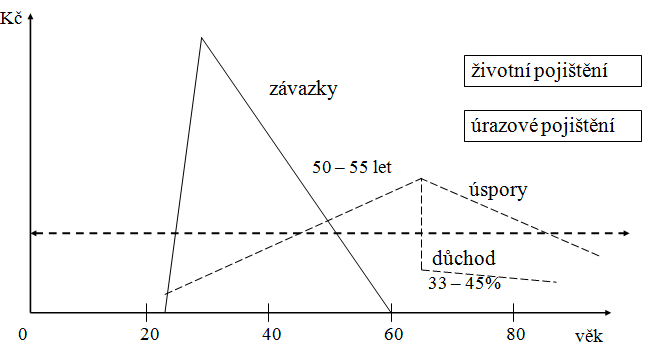 Kč
životní pojištění
závazky
úrazové pojištění
50 – 55 let
úspory
důchod
33 – 45%
0
20
40
60
80
věk